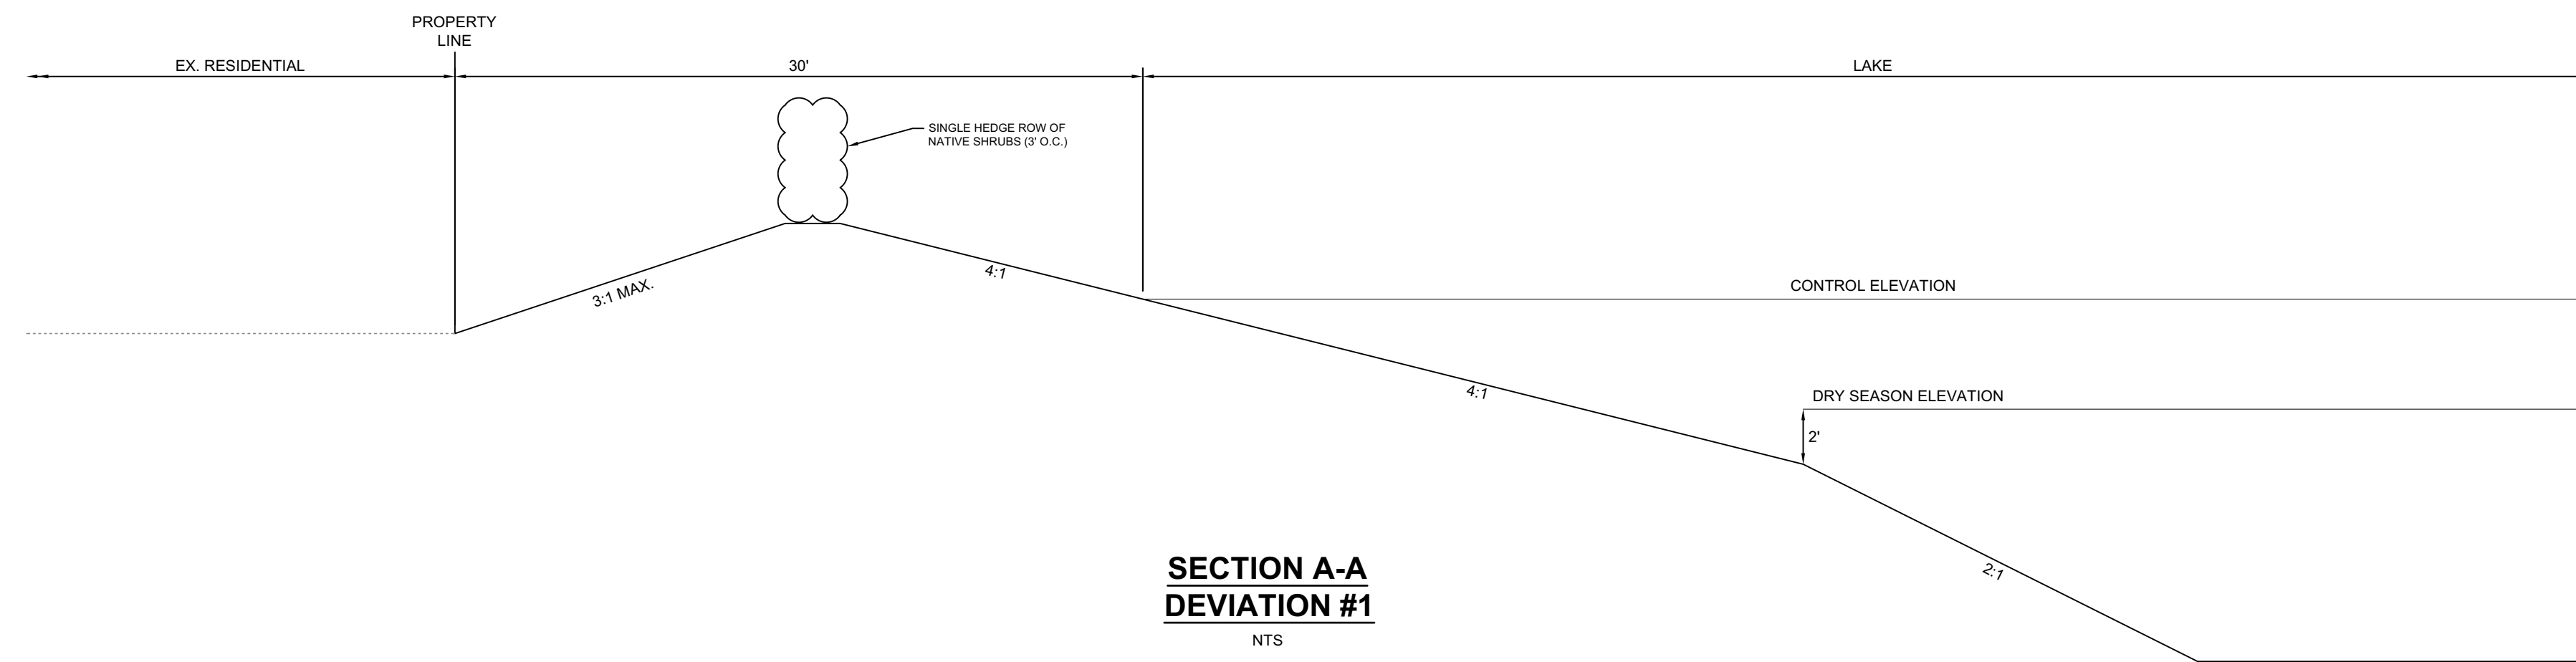 PROPERTY
LINE
EX. RESIDENTIAL
30'
LAKE
SINGLE HEDGE ROW OF
NATIVE SHRUBS (3' O.C.)
4:1
3:1 MAX.
CONTROL ELEVATION
4:1
DRY SEASON ELEVATION
2'
2:1
SECTION A-A
DEVIATION #1
NTS